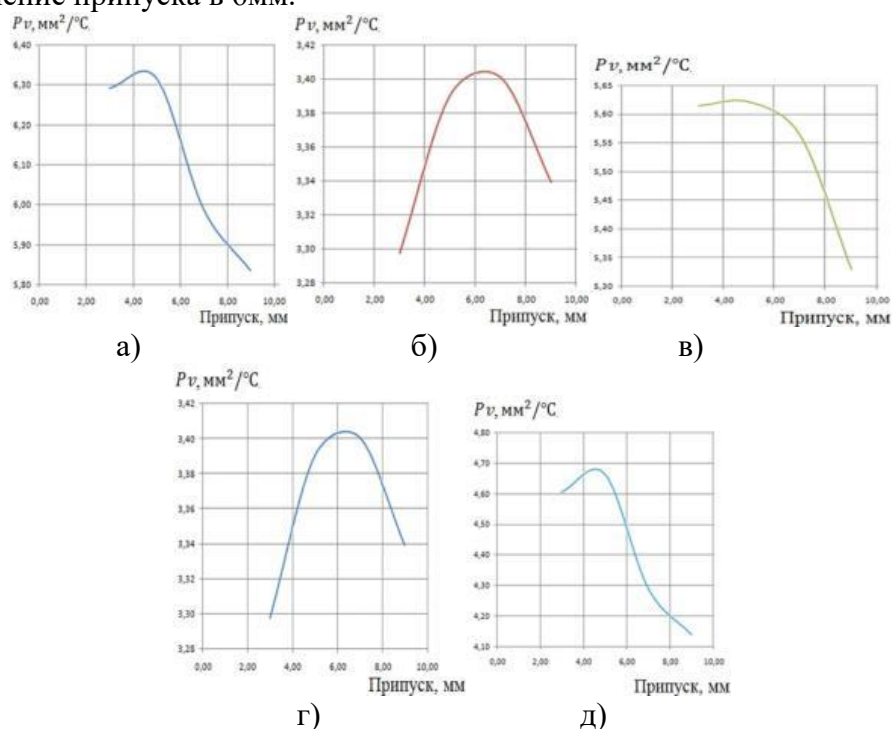 припуска в 6мм.
Pv, мм²/°C
6,40
6,30
6,20
6,10
6,00
5,90
5,80
0,00 2,00 4,00 6,00 8,00 10,00
Припуск, мм
а)
Pv, мм²/°C
3,42
3,40
3,38
3,36
3,34
3,32
3,30
3,28
0,00 2,00 4,00 6,00 8,00 10,00
Припуск, мм
б)
Pv, мм²/°C
5,65
5,60
5,55
5,50
5,45
5,40
5,35
5,30
0,00 2,00 4,00 6,00 8,00 10,00
Припуск, мм
в)
Pv, мм²/°C
3,42
3,40
3,38
3,36
3,34
3,32
3,30
3,28
0,00 2,00 4,00 6,00 8,00 10,00
Припуск, мм
г)
Pv, мм²/°C
4,80
4,70
4,60
4,50
4,40
4,30
4,20
4,10
0,00 2,00 4,00 6,00 8,00 10,00
Припуск, мм
д)